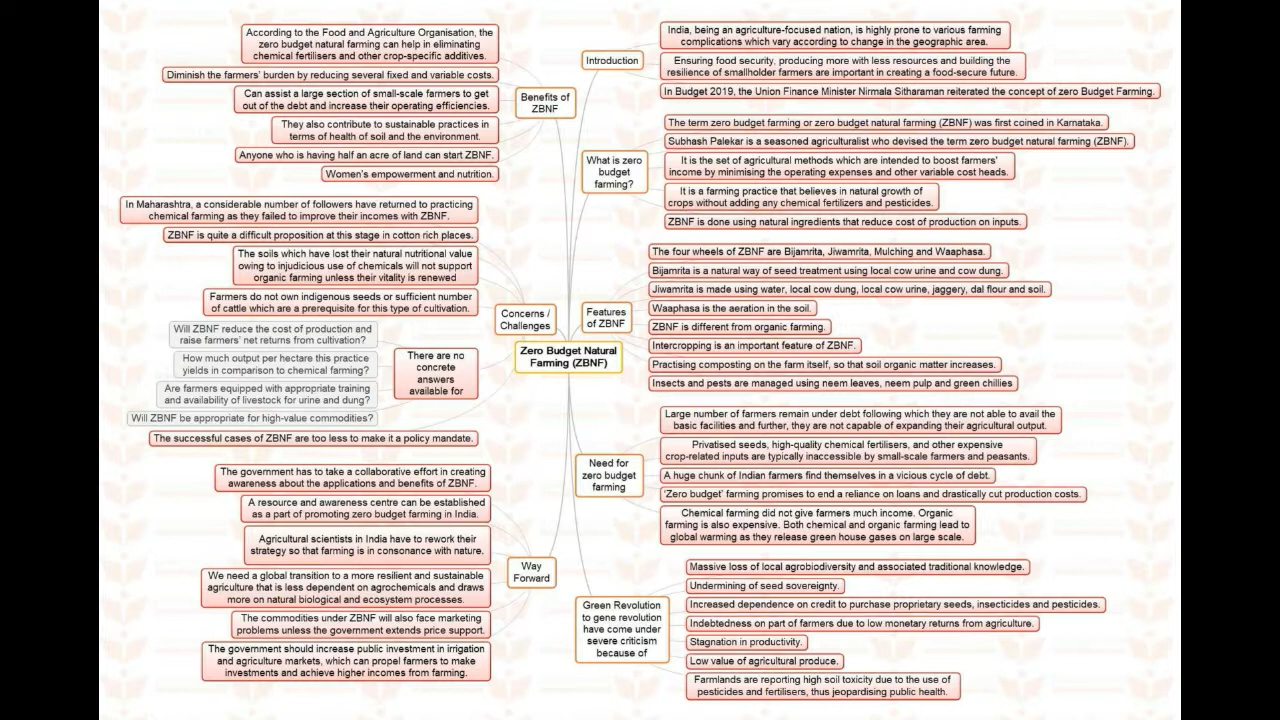 Zero Budget Natural
Farming (ZBNF)
Introduction
India, being an agriculture-focused nation, is highly prone to various farming
complications which vary according to change in the geographic area.
Ensuring food security, producing more with less resources and building the
resilience of smallholder farmers are important in creating a food-secure future.
In Budget 2019, the Union Finance Minister Nirmala Sitharaman reiterated the concept of zero Budget Farming.
What is zero
budget
farming?
The term zero budget farming or zero budget natural farming (ZBNF) was first coined in Karnataka.
Subhash Palekar is a seasoned agriculturalist who devised the term zero budget natural farming (ZBNF).
It is the set of agricultural methods which are intended to boost farmers'
income by minimising the operating expenses and other variable cost heads.
It is a farming practice that believes in natural growth of
crops without adding any chemical fertilizers and pesticides.
ZBNF is done using natural ingredients that reduce cost of production on inputs.
Features
of ZBNF
The four wheels of ZBNF are Bijamrita, Jiwamrita, Mulching and Waaphasa.
Bijamrita is a natural way of seed treatment using local cow urine and cow dung.
Jiwamrita is made using water, local cow dung, local cow urine, jaggery, dal flour and soil.
Waaphasa is the aeration in the soil.
ZBNF is different from organic farming.
Intercropping is an important feature of ZBNF.
Practising composting on the farm itself, so that soil organic matter increases.
Insects and pests are managed using neem leaves, neem pulp and green chillies
Need for
zero budget
farming
Large number of farmers remain under debt following which they are not able to avail the
basic facilities and further, they are not capable of expanding their agricultural output.
Privatised seeds, high-quality chemical fertilisers, and other expensive
crop-related inputs are typically inaccessible by small-scale farmers and peasants.
A huge chunk of Indian farmers find themselves in a vicious cycle of debt.
'Zero budget' farming promises to end a reliance on loans and drastically cut production costs.
Chemical farming did not give farmers much income. Organic
farming is also expensive. Both chemical and organic farming lead to
global warming as they release green house gases on large scale.
Green Revolution
to gene revolution
have come under
severe criticism
because of
Massive loss of local agrobiodiversity and associated traditional knowledge.
Undermining of seed sovereignty.
Increased dependence on credit to purchase proprietary seeds, insecticides and pesticides.
Indebtedness on part of farmers due to low monetary returns from agriculture.
Stagnation in productivity.
Low value of agricultural produce.
Farmlands are reporting high soil toxicity due to the use of
pesticides and fertilisers, thus jeopardising public health.
Benefits of
ZBNF
According to the Food and Agriculture Organisation, the
zero budget natural farming can help in eliminating
chemical fertilisers and other crop-specific additives.
Diminish the farmers' burden by reducing several fixed and variable costs.
Can assist a large section of small-scale farmers to get
out of the debt and increase their operating efficiencies.
They also contribute to sustainable practices in
terms of health of soil and the environment.
Anyone who is having half an acre of land can start ZBNF.
Women's empowerment and nutrition.
Concerns /
Challenges
In Maharashtra, a considerable number of followers have returned to practicing
chemical farming as they failed to improve their incomes with ZBNF.
ZBNF is quite a difficult proposition at this stage in cotton rich places.
The soils which have lost their natural nutritional value
owing to injudicious use of chemicals will not support
organic farming unless their vitality is renewed
Farmers do not own indigenous seeds or sufficient number
of cattle which are a prerequisite for this type of cultivation.
There are no
concrete
answers
available for
Will ZBNF reduce the cost of production and
raise farmers' net returns from cultivation?
How much output per hectare this practice
yields in comparison to chemical farming?
Are farmers equipped with appropriate training
and availability of livestock for urine and dung?
Will ZBNF be appropriate for high-value commodities?
The successful cases of ZBNF are too less to make it a policy mandate.
Way
Forward
The government has to take a collaborative effort in creating
awareness about the applications and benefits of ZBNF.
A resource and awareness centre can be established
as a part of promoting zero budget farming in India.
Agricultural scientists in India have to rework their
strategy so that farming is in consonance with nature.
We need a global transition to a more resilient and sustainable
agriculture that is less dependent on agrochemicals and draws
more on natural biological and ecosystem processes.
The commodities under ZBNF will also face marketing
problems unless the government extends price support.
The government should increase public investment in irrigation
and agriculture markets, which can propel farmers to make
investments and achieve higher incomes from farming.